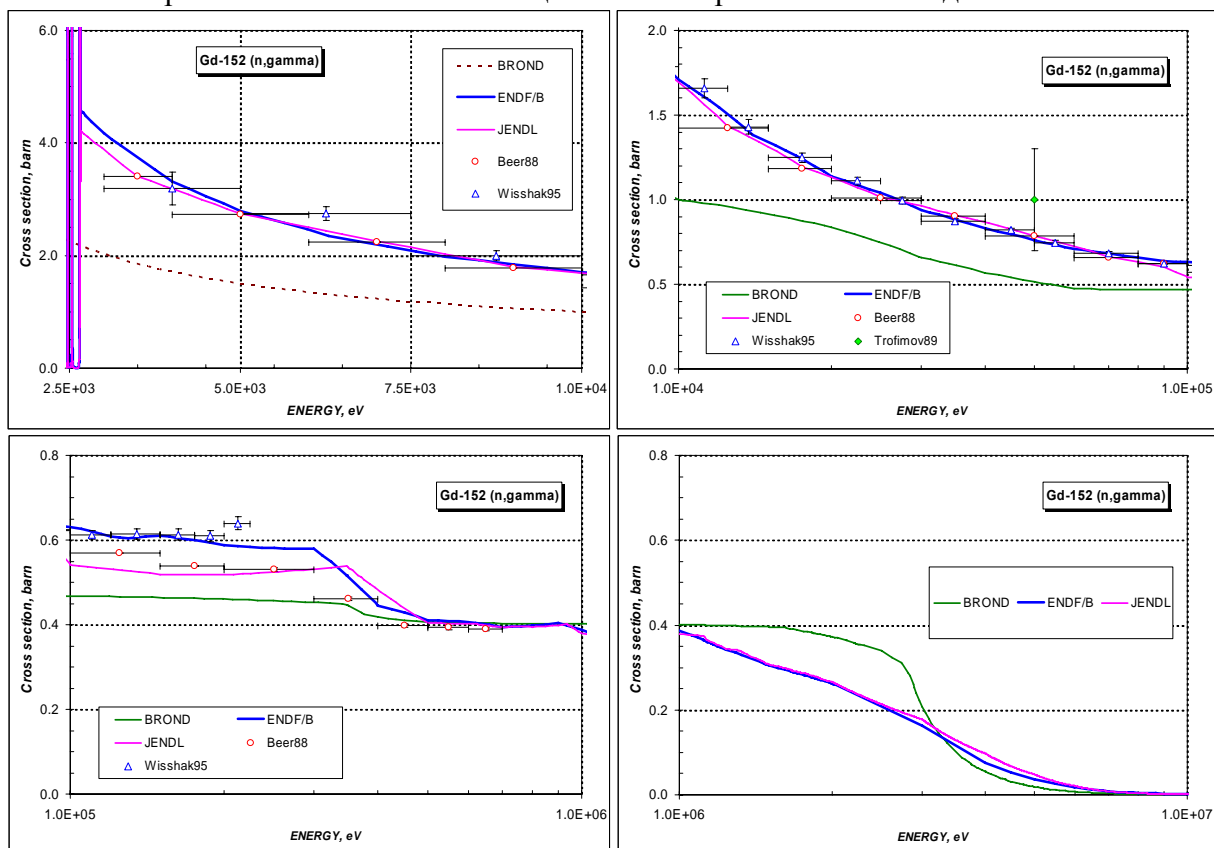 6.0
4.0
2.0
0.0
Cross section, barn
Gd-152 (n,gamma)
BROND
ENDF/B
JENDL
Beer88
Wisshak95
2.5E+03 5.0E+03 7.5E+03 1.0E+04
ENERGY, eV
2.0
1.5
1.0
0.5
0.0
Cross section, barn
Gd-152 (n,gamma)
BROND ENDF/B
JENDL Beer88
Wisshak95 Trofimov89
1.0E+04 1.0E+05
ENERGY, eV
0.8
0.6
0.4
0.2
0.0
Cross section, barn
Gd-152 (n,gamma)
BROND ENDF/B
JENDL Beer88
Wisshak95
1.0E+05 1.0E+06
ENERGY, eV
0.8
0.6
0.4
0.2
0.0
Cross section, barn
Gd-152 (n,gamma)
BROND ENDF/B JENDL
1.0E+06 1.0E+07
ENERGY, eV